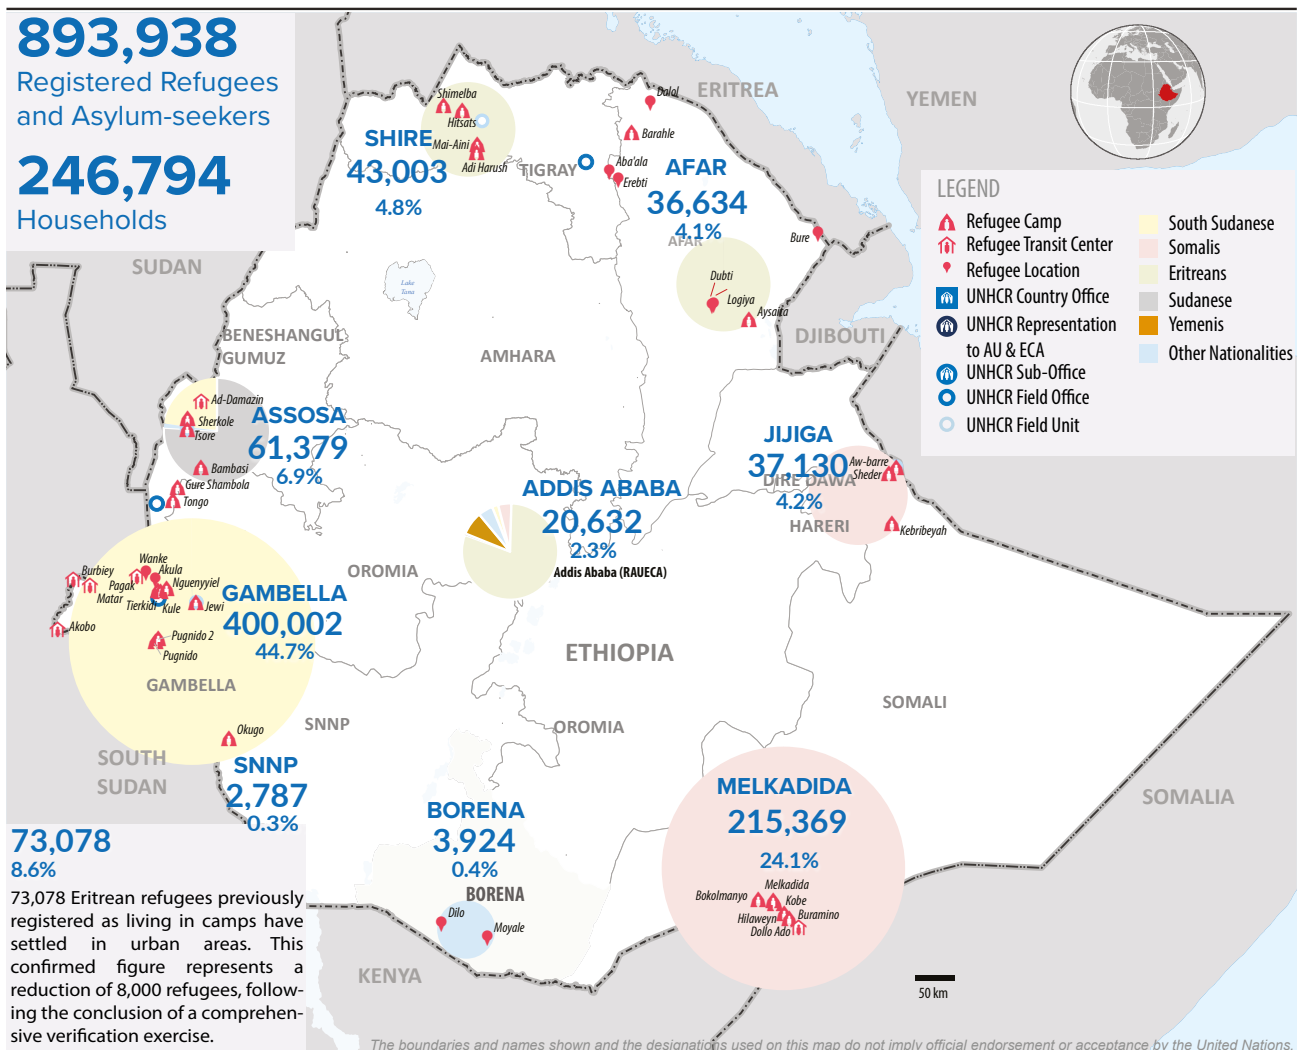 893,938
Registered Refugees
and Asylum-seekers
246,794
Households
ERITREA
YEMEN
SUDAN
Shimelba
Hitsats
SHIRE
Mai-Aini
43,003
Adi Harush
4.8%
TIGRAY
Dalol
Barahle
Aba'ala
Erebti
AFAR
36,634
4.1%
AFAR
Bure
Dubti
Logiya
Aysaita
DJIBOUTI
LEGEND
Refugee Camp
Refugee Transit Center
Refugee Location
UNHCR Country Office
UNHCR Representation
to AU & ECA
UNHCR Sub-Office
UNHCR Field Office
UNHCR Field Unit
South Sudanese
Somalis
Eritreans
Sudanese
Yemenis
Other Nationalities
Lake
Tana
BENESHANGUL
GUMUZ
AMHARA
Ad-Damazin
ASSOSA
Sherkole
Tsore
61,379
Bambasi
6.9%
Gure Shambola
Tongo
JIJIGA
37,130
Aw-barre
Sheder
DIRE DAWA
4.2%
HARERI
Kebribeyah
ADDIS ABABA
20,632
2.3%
Addis Ababa (RAUECA)
OROMIA
Wanke
Burbiey
Akula
Pagak
Nguenyyiel
Matar
Tierkidi
Kule
Jewi
Akobo
GAMBELLA
400,002
44.7%
Pugnido 2
Pugnido
GAMBELLA
Okugo
ETHIOPIA
SOMALI
SNNP
OROMIA
SOUTH
SUDAN
SNNP
2,787
0.3%
SOMALIA
MELKADIDA
215,369
24.1%
Melkadida
Bokolmanyo
Kobe
Hilaweyn
Buramino
Dollo Ado
BORENA
3,924
0.4%
BORENA
Dilo
Moyale
KENYA
73,078
8.6%
73,078 Eritrean refugees previously
registered as living in camps have
settled in urban areas. This
confirmed figure represents a
reduction of 8,000 refugees, follow-
ing the conclusion of a comprehen-
sive verification exercise.
50 km
The boundaries and names shown and the designations used on this map do not imply official endorsement or acceptance by the United Nations.